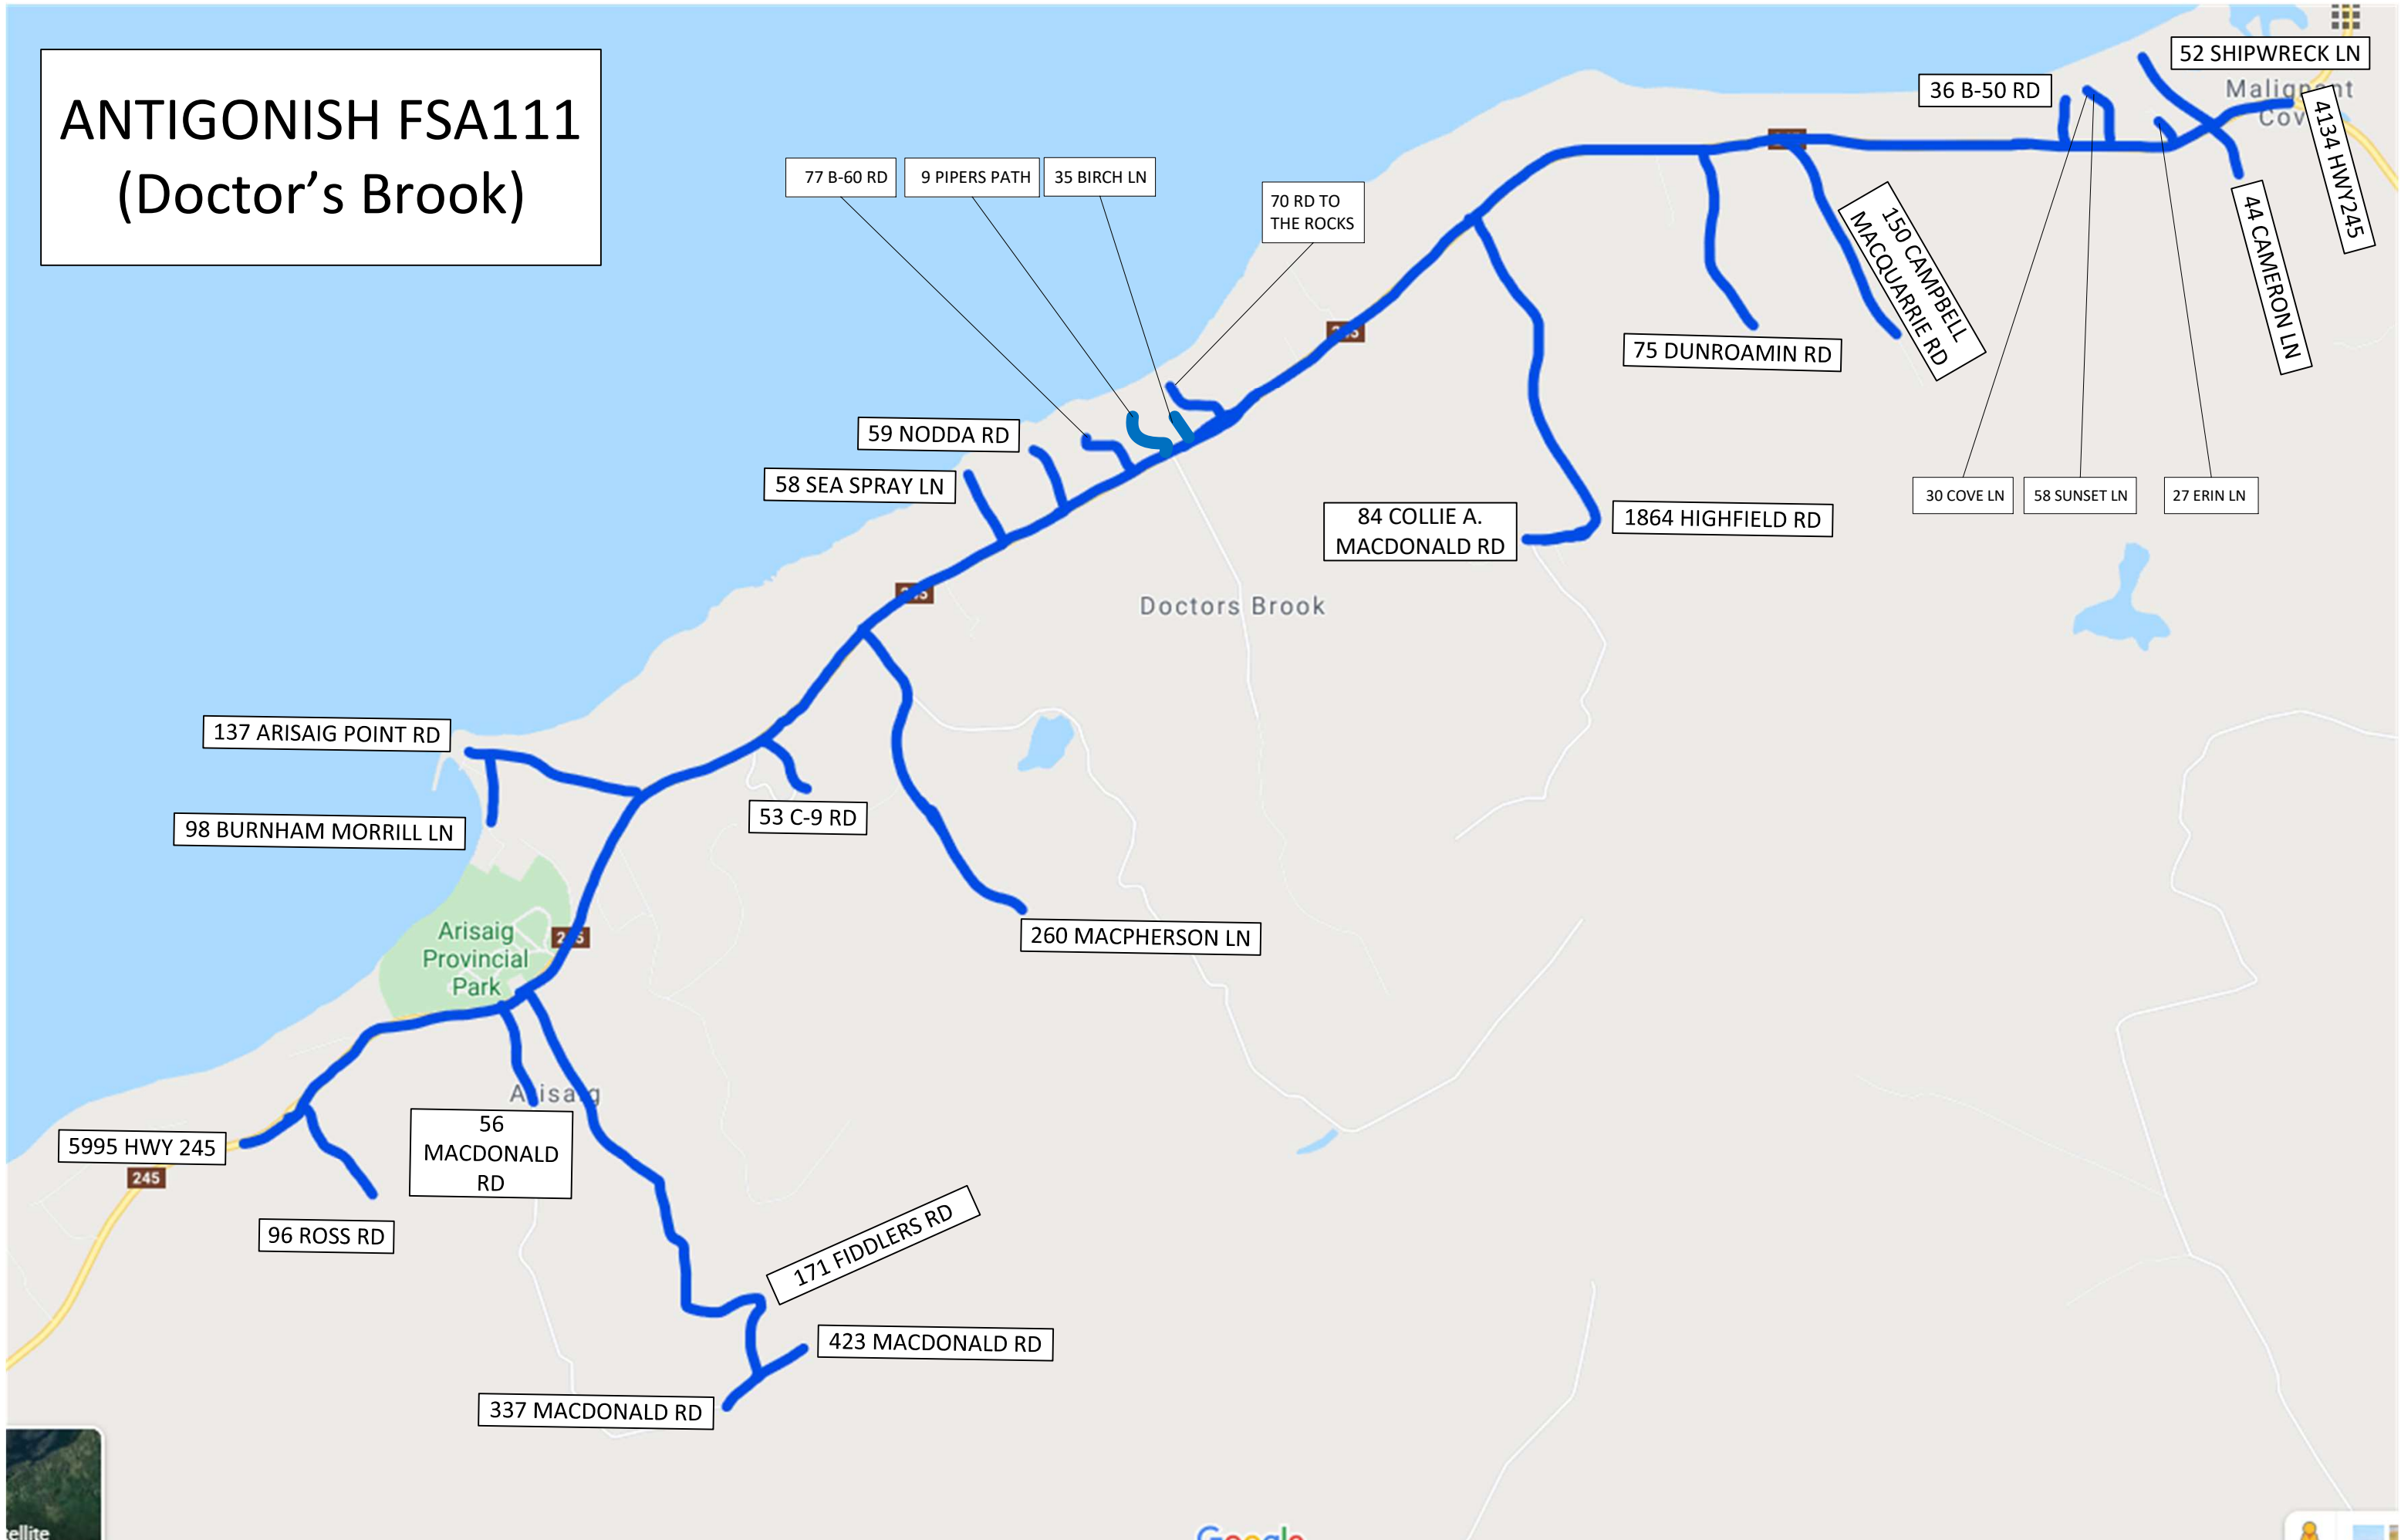 ANTIGONISH FSA111
(Doctor’s Brook)
52 SHIPWRECK LN
36 B-50 RD
Malignant
Cov
4134 HWY245
77 B-60 RD
9 PIPERS PATH
35 BIRCH LN
70 RD TO
THE ROCKS
150 CAMPBELL
MACQUARRIE RD
44 CAMERON LN
75 DUNROAMIN RD
59 NODDA RD
58 SEA SPRAY LN
30 COVE LN
58 SUNSET LN
27 ERIN LN
84 COLLIE A.
MACDONALD RD
1864 HIGHFIELD RD
Doctors Brook
137 ARISAIG POINT RD
98 BURNHAM MORRILL LN
53 C-9 RD
260 MACPHERSON LN
Arisaig
Provincial
Park
Arisaig
5995 HWY 245
245
56
MACDONALD
RD
96 ROSS RD
171 FIDDLERS RD
423 MACDONALD RD
337 MACDONALD RD
ellite
Google